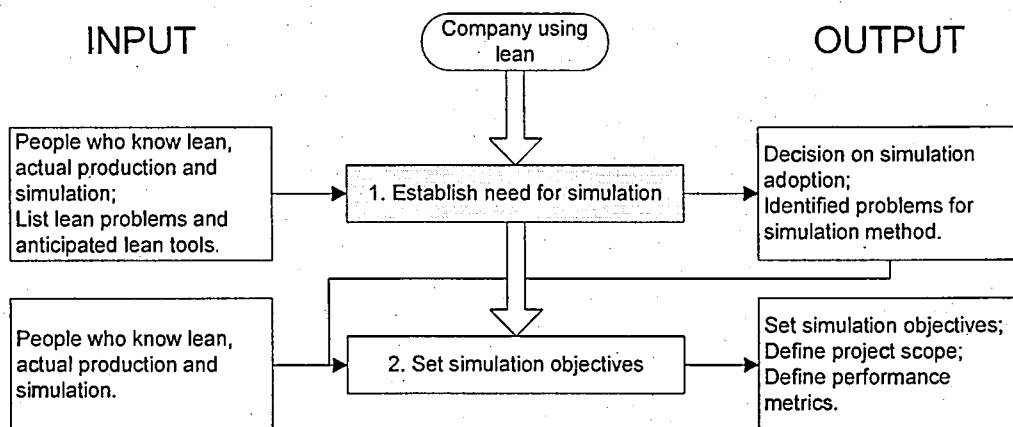 INPUT
Company using
lean
OUTPUT
People who know lean,
actual production and
simulation;
List lean problems and
anticipated lean tools.
1. Establish need for simulation
Decision on simulation
adoption;
Identified problems for
simulation method.
People who know lean,
actual production and
simulation.
2. Set simulation objectives
Set simulation objectives;
Define project scope;
Define performance
metrics.